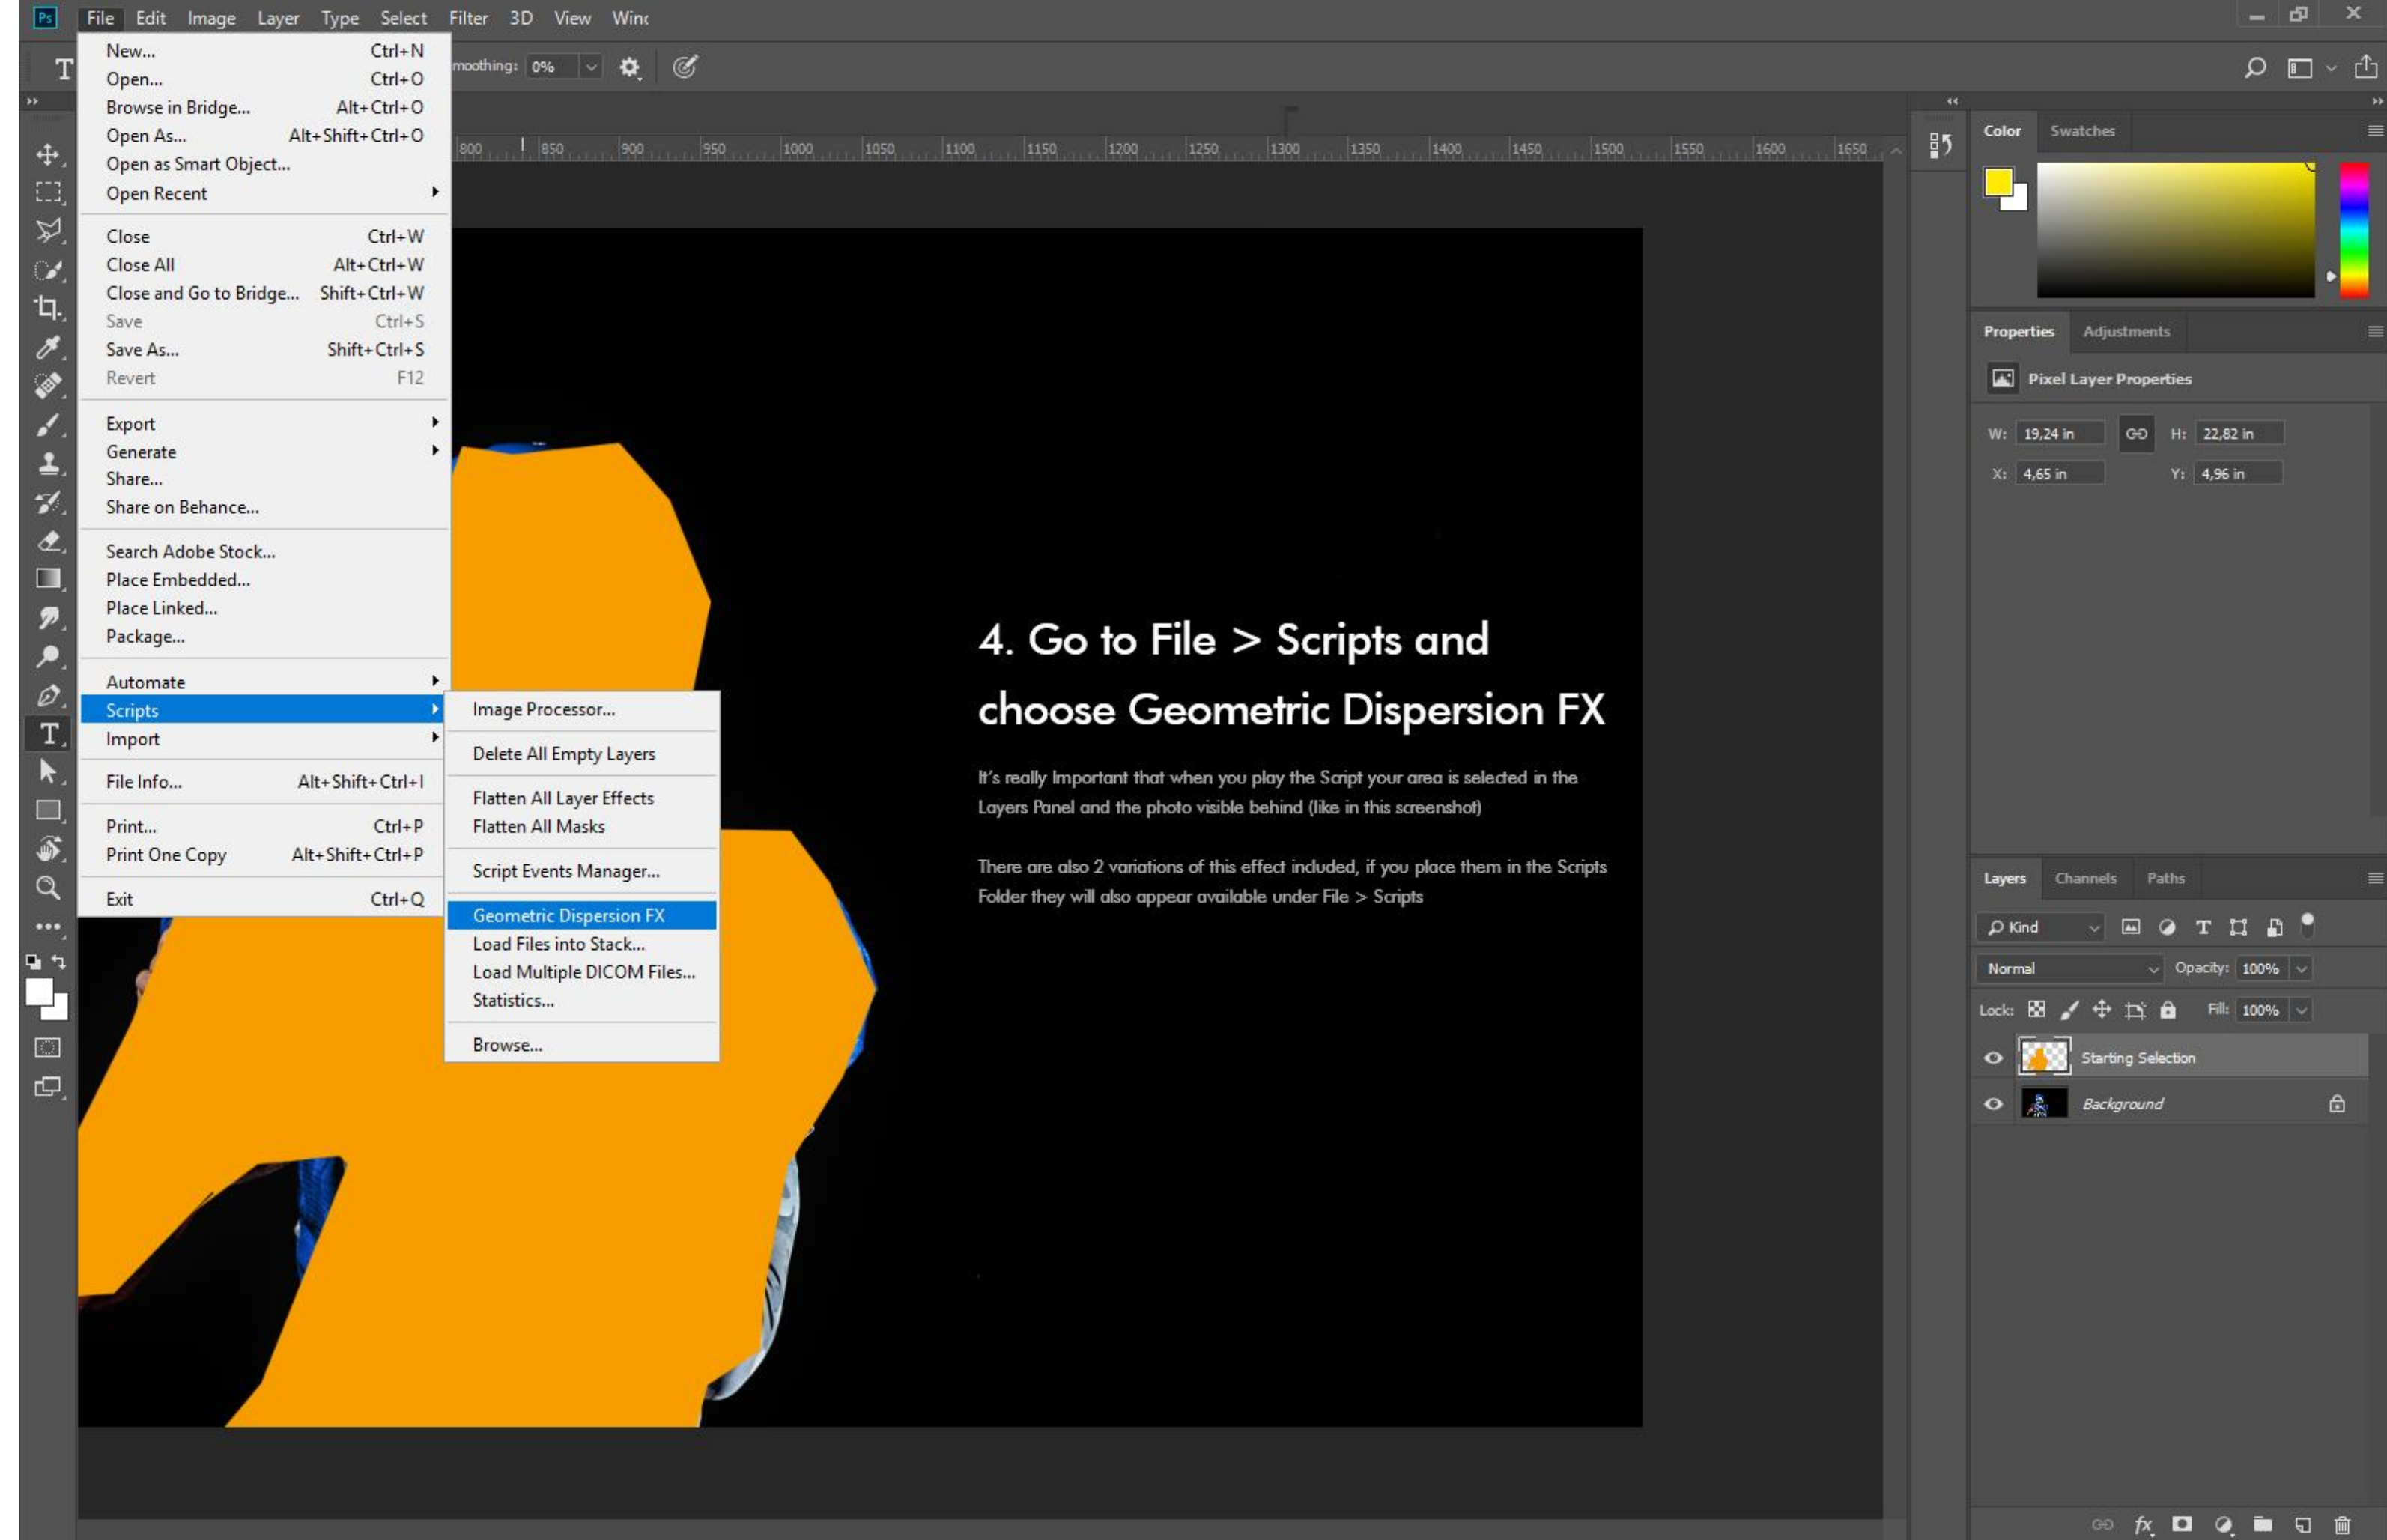 Ps File Edit Image Layer Type Select Filter 3D View
T moothing: 0%
New... Ctrl+N
Open... Ctrl+O
Browse in Bridge... Alt+Ctrl+O
Open As... Alt+Shift+Ctrl+O
Open as Smart Object...
Open Recent
Close Ctrl+W
Close All Alt+Ctrl+W
Close and Go to Bridge... Shift+Ctrl+W
Save Ctrl+S
Save As... Shift+Ctrl+S
Revert F12
Export
Generate
Share...
Share on Behance...
Search Adobe Stock...
Place Embedded...
Place Linked...
Package...
Automate
Scripts
Import
File Info... Alt+Shift+Ctrl+I
Print... Ctrl+P
Print One Copy Alt+Shift+Ctrl+P
Exit Ctrl+Q
Image Processor...
Delete All Empty Layers
Flatten All Layer Effects
Flatten All Masks
Script Events Manager...
Geometric Dispersion FX
Load Files into Stack...
Load Multiple DICOM Files...
Statistics...
Browse...
800 850 900 950 1000 1050 1100 1150 1200 1250 1300 1350 1400 1450 1500 1550 1600 1650
4. Go to File > Scripts and
choose Geometric Dispersion FX
It's really Important that when you play the Script your area is selected in the
Layers Panel and the photo visible behind (like in this screenshot)
There are also 2 variations of this effect included, if you place them in the Scripts
Folder they will also appear available under File > Scripts
Color Swatches
Properties Adjustments
Pixel Layer Properties
W: 19,24 in H: 22,82 in
X: 4,65 in Y: 4,96 in
Layers Channels Paths
Kind
Normal Opacity: 100%
Lock: Fill: 100%
Starting Selection
Background
fx